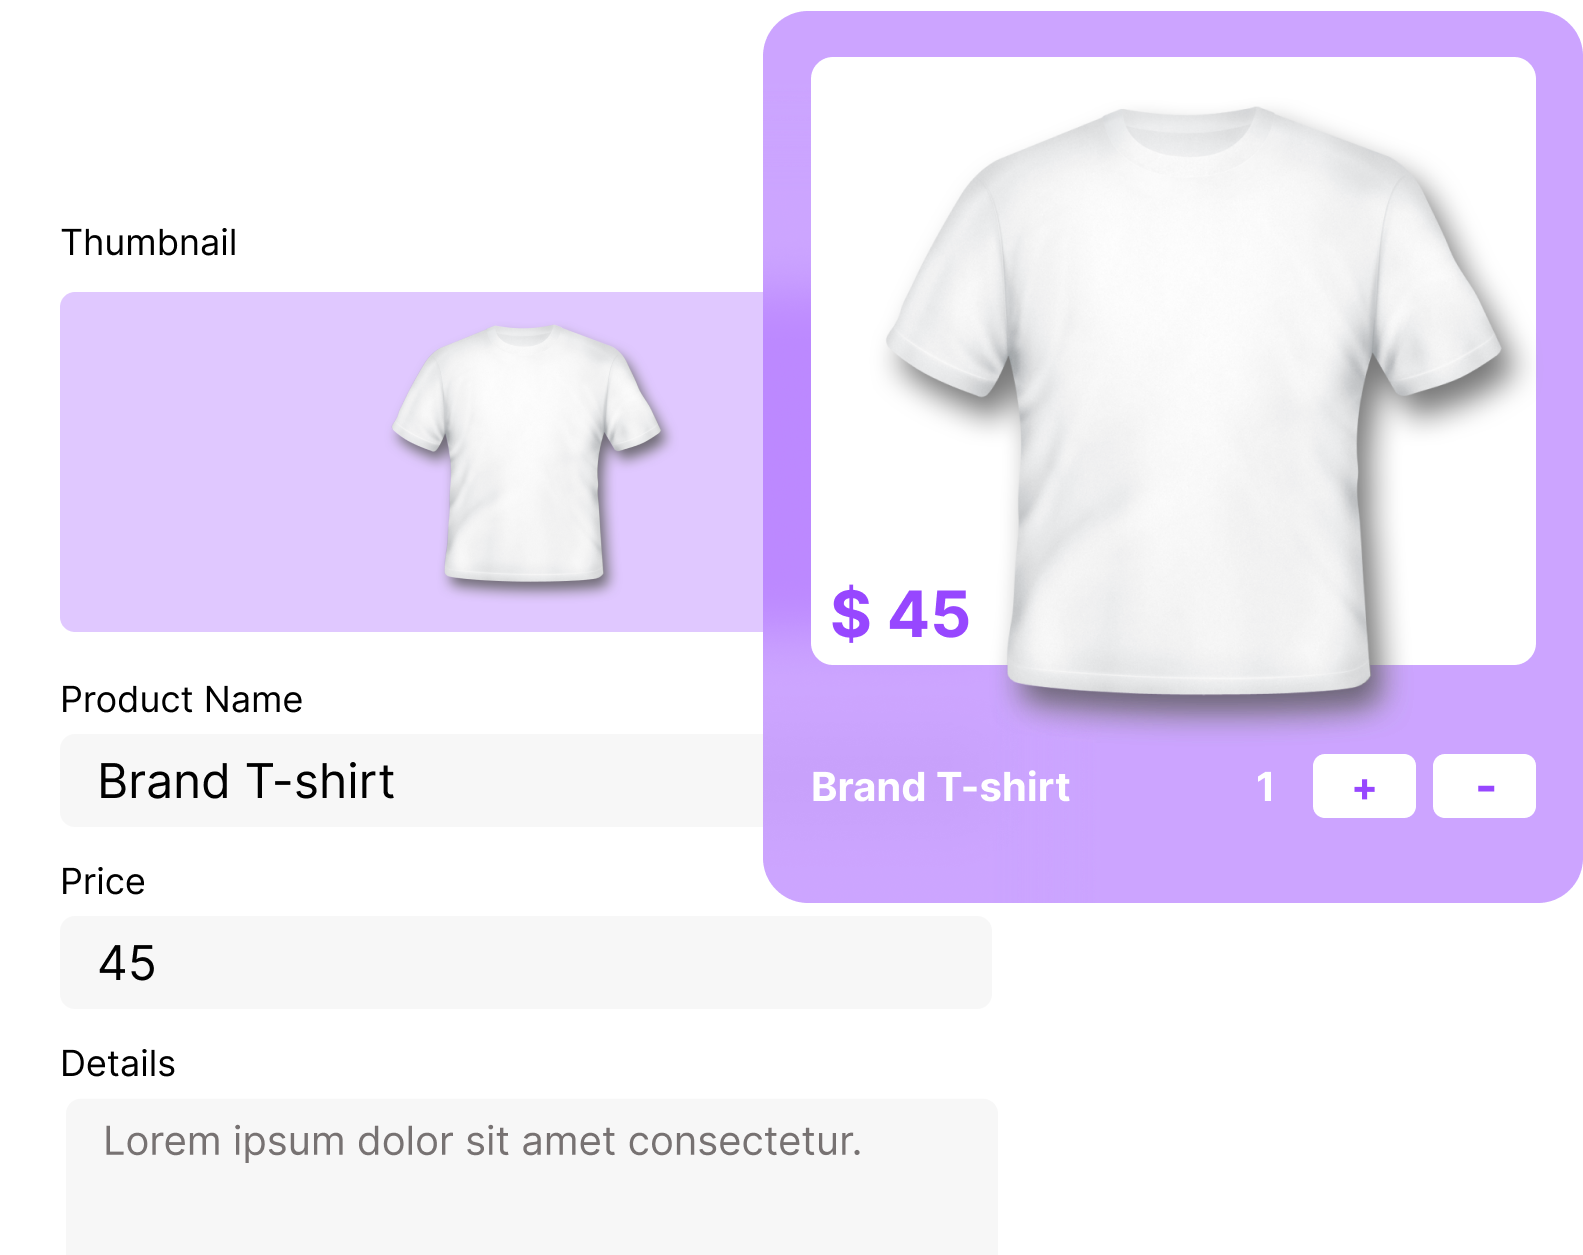 Thumbnail
Product Name
Brand T-shirt
Price
45
Details
Lorem ipsum dolor sit amet consectetur.
$ 45
Brand T-shirt
1
+
-